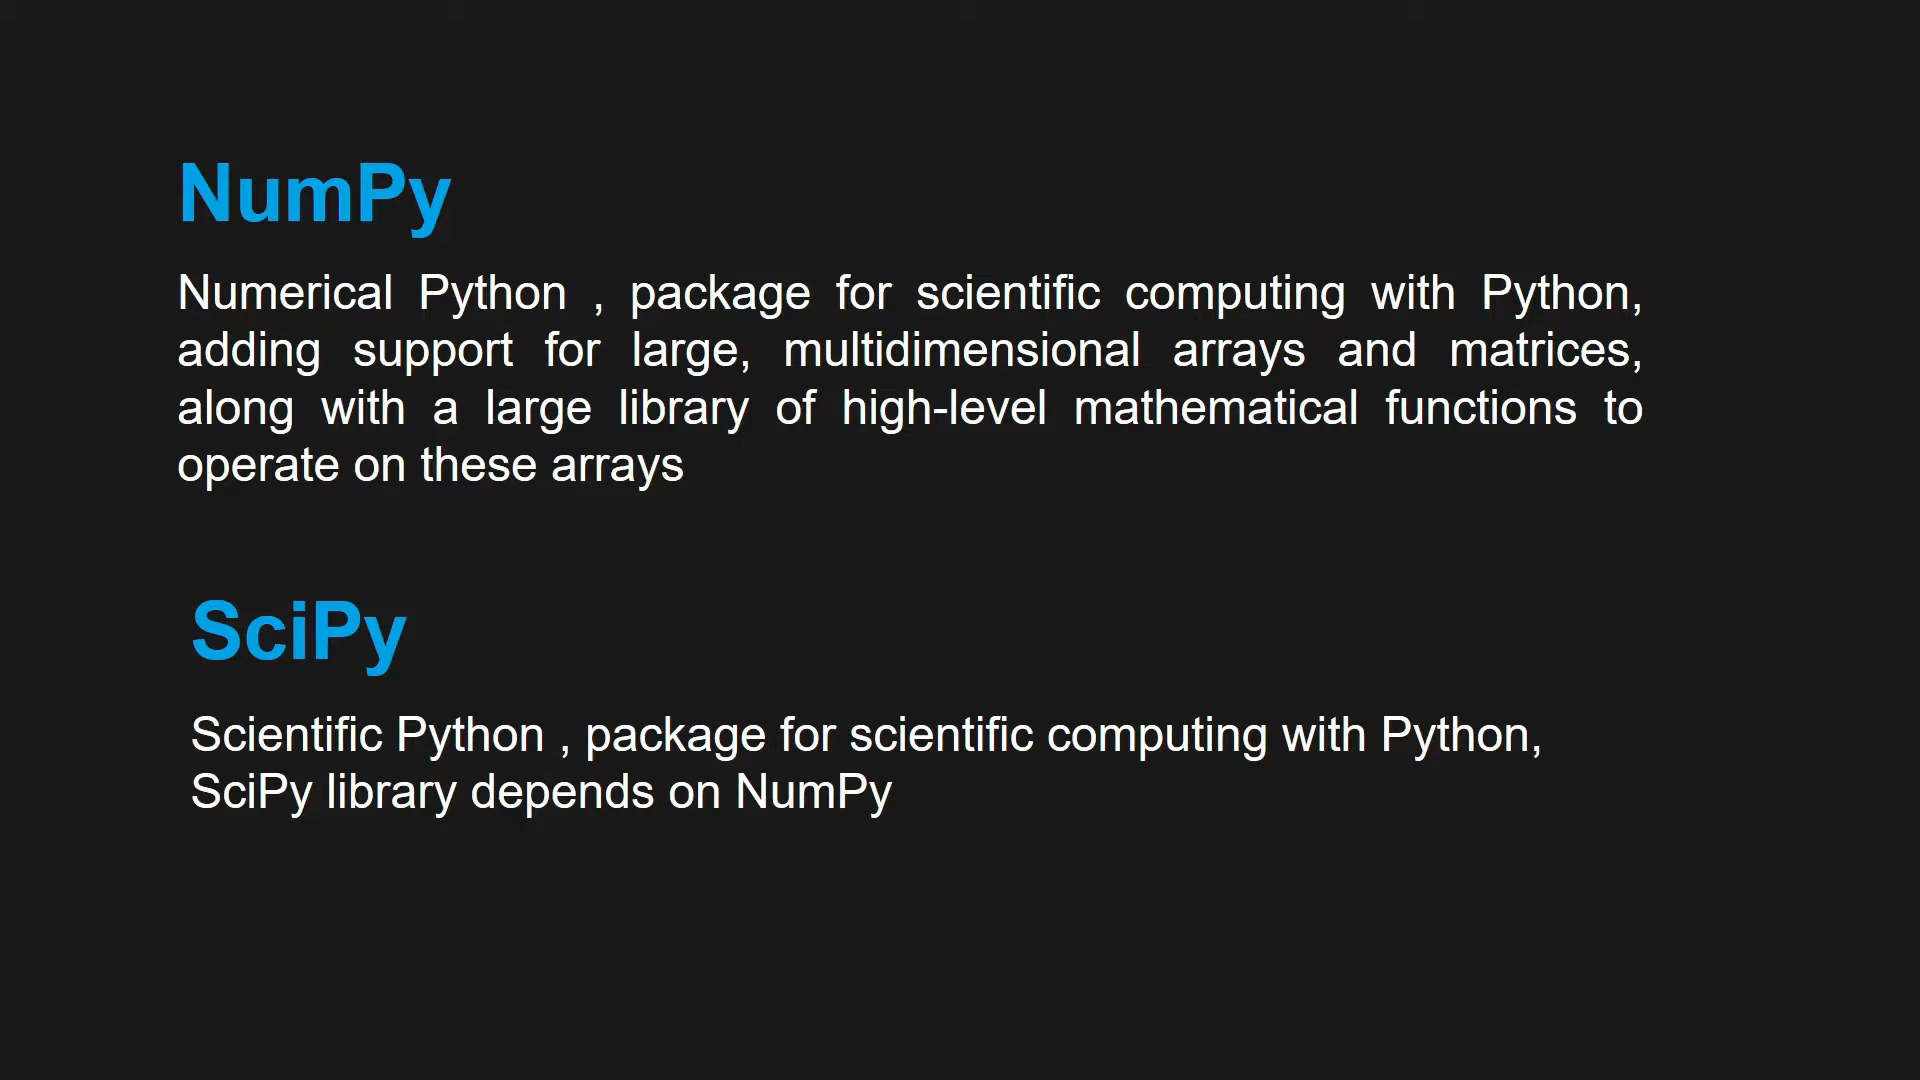 NumPy
Numerical Python , package for scientific computing with Python,
adding support for large, multidimensional arrays and matrices,
along with a large library of high-level mathematical functions to
operate on these arrays
SciPy
Scientific Python , package for scientific computing with Python,
SciPy library depends on NumPy